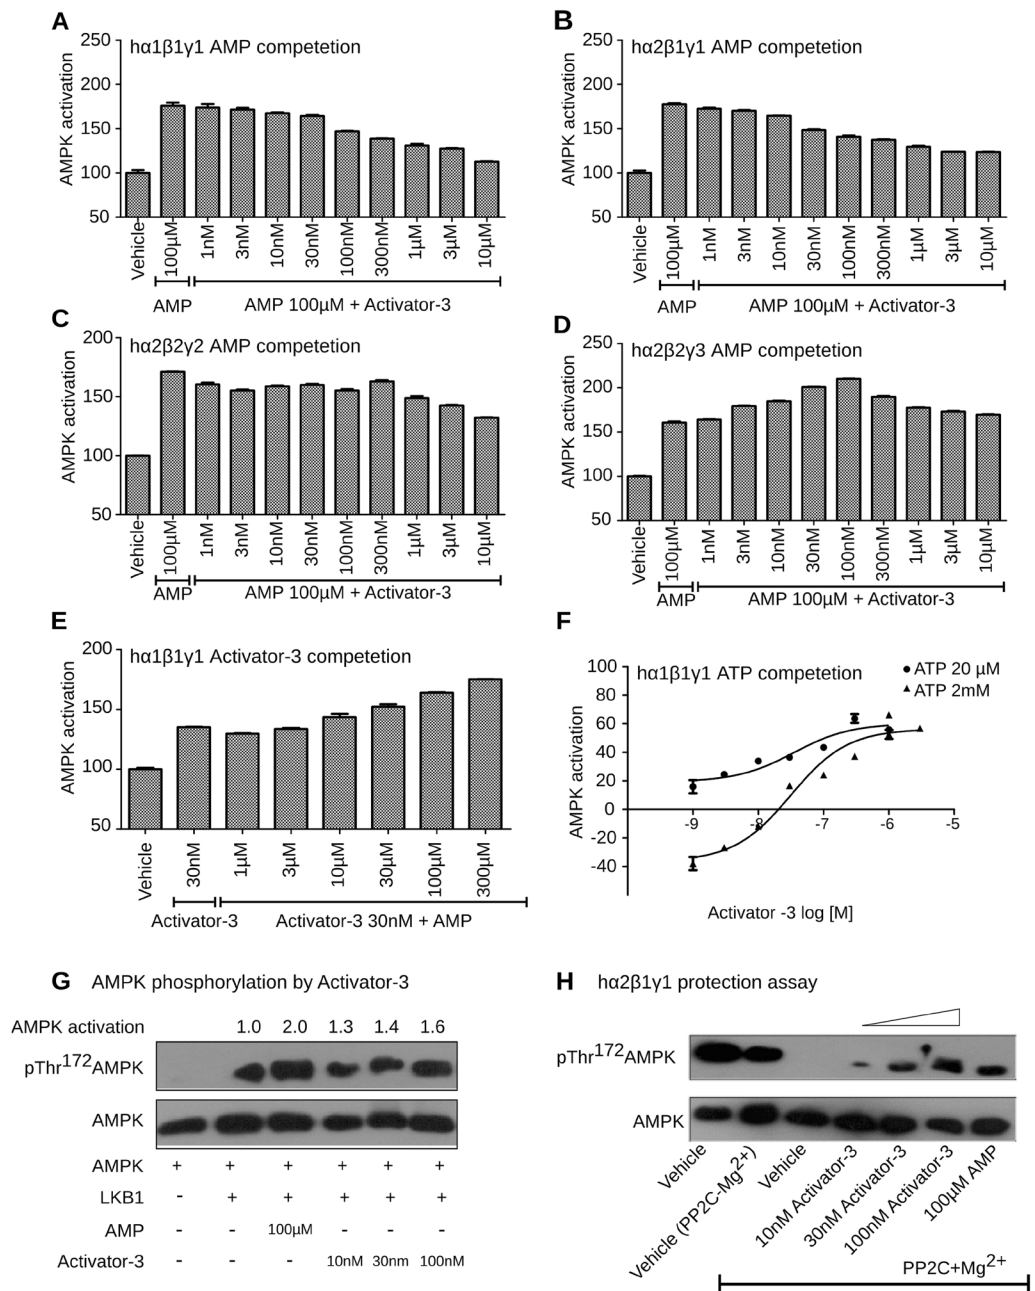 A
hα1β1γ1 AMP competetion
AMPK activation
250
200
150
100
50
Vehicle
100µM
1nM
3nM
10nM
30nM
100nM
300nM
1µM
3µM
10µM
AMP
AMP 100µM + Activator-3
B
hα2β1γ1 AMP competetion
AMPK activation
250
200
150
100
50
Vehicle
100µM
1nM
3nM
10nM
30nM
100nM
300nM
1µM
3µM
10µM
AMP
AMP 100µM + Activator-3
C
hα2β2γ2 AMP competetion
AMPK activation
200
150
100
50
Vehicle
100µM
1nM
3nM
10nM
30nM
100nM
300nM
1µM
3µM
10µM
AMP
AMP 100µM + Activator-3
D
hα2β2γ3 AMP competetion
AMPK activation
250
200
150
100
50
Vehicle
100µM
1nM
3nM
10nM
30nM
100nM
300nM
1µM
3µM
10µM
AMP
AMP 100µM + Activator-3
E
hα1β1γ1 Activator-3 competetion
AMPK activation
200
150
100
50
Vehicle
30nM
1µM
3µM
10µM
30µM
100µM
300µM
Activator-3
Activator-3 30nM + AMP
F
hα1β1γ1 ATP competetion
ATP 20 µM
ATP 2mM
AMPK activation
100
80
60
40
20
0
-20
-40
-9
-8
-7
-6
-5
Activator -3 log [M]
G AMPK phosphorylation by Activator-3
AMPK activation 1.0 2.0 1.3 1.4 1.6
pThr172AMPK
AMPK
AMPK + + + + + +
LKB1 - + + + + +
AMP - - 100µM - - -
Activator-3 - - - 10nM 30nm 100nM
H hα2β1γ1 protection assay
pThr172AMPK
AMPK
Vehicle
Vehicle (PP2C-Mg2+)
Vehicle
10nM Activator-3
30nM Activator-3
100nM Activator-3
100µM AMP
PP2C+Mg2+